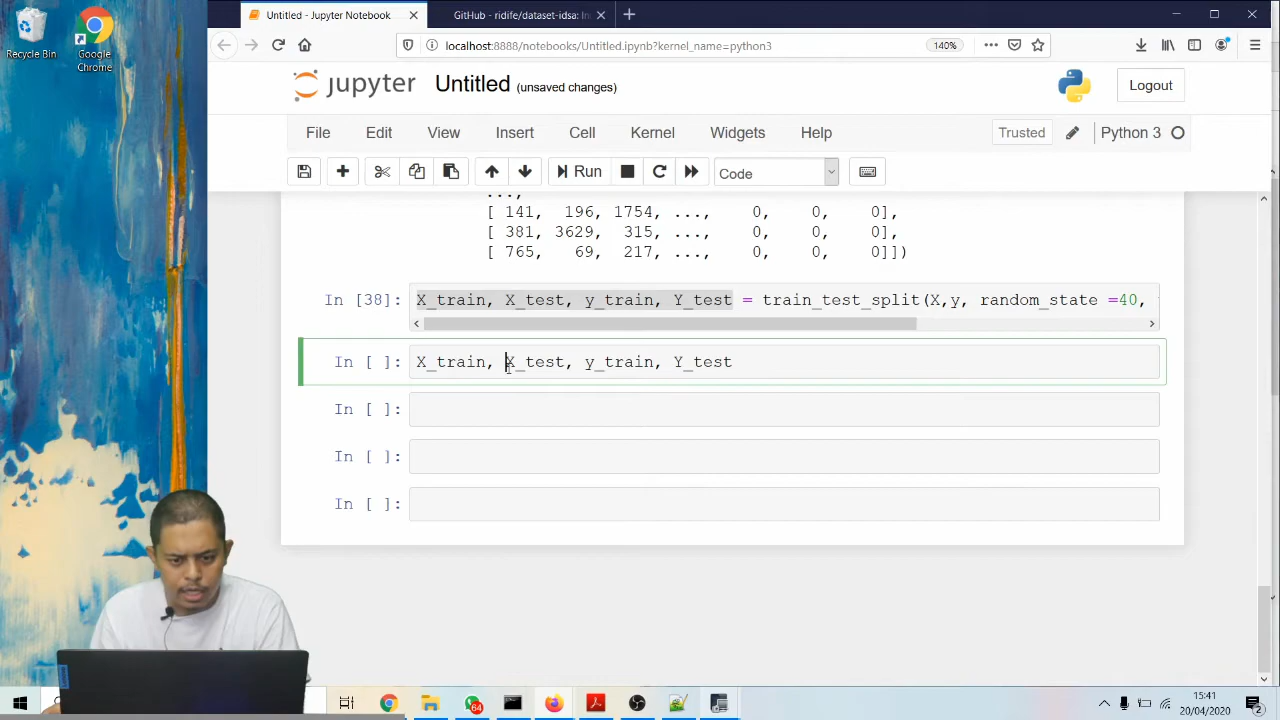 Recycle Bin
Google
Chrome
Untitled - Jupyter Notebook
GitHub - ridife/dataset-idsa: In
localhost:8888/notebooks/Untitled.ipynb?kernel_name=python3
140%
jupyter
Untitled
(unsaved changes)
Logout
File
Edit
View
Insert
Cell
Kernel
Widgets
Help
Trusted
Python 3
Run
Code
...,
[ 141, 196, 1754, ..., 0, 0, 0],
[ 381, 3629, 315, ..., 0, 0, 0],
[ 765, 69, 217, ..., 0, 0, 0]])
In [38]: X_train, X_test, y_train, Y_test = train_test_split(X,y, random_state =40,
In [ ]: X_train, X_test, y_train, Y_test
In [ ]:
In [ ]:
In [ ]:
64
15:41
20/04/2020
2